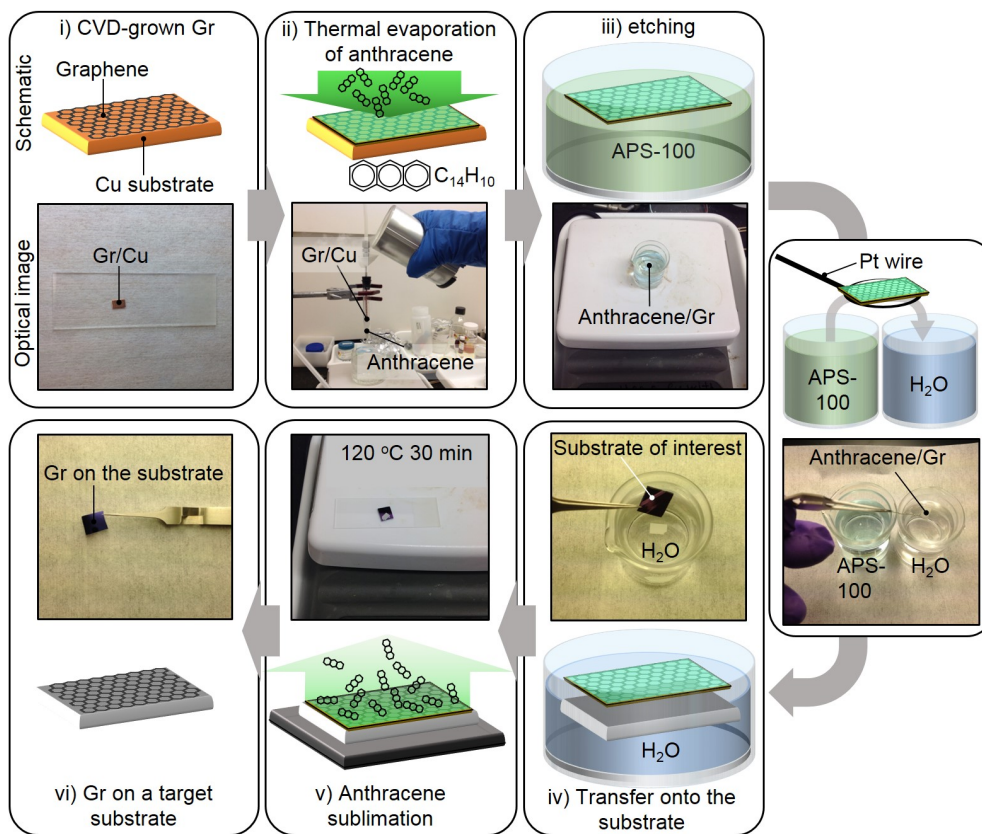 i) CVD-grown Gr
Schematic
Graphene
Cu substrate
Optical image
Gr/Cu
ii) Thermal evaporation
of anthracene
C14H10
Gr/Cu
Anthracene
iii) etching
APS-100
Anthracene/Gr
Pt wire
APS-
100
H2O
Anthracene/Gr
APS-
100
H2O
Substrate of interest
H2O
H2O
iv) Transfer onto the
substrate
120 oC 30 min
v) Anthracene
sublimation
Gr on the substrate
vi) Gr on a target
substrate